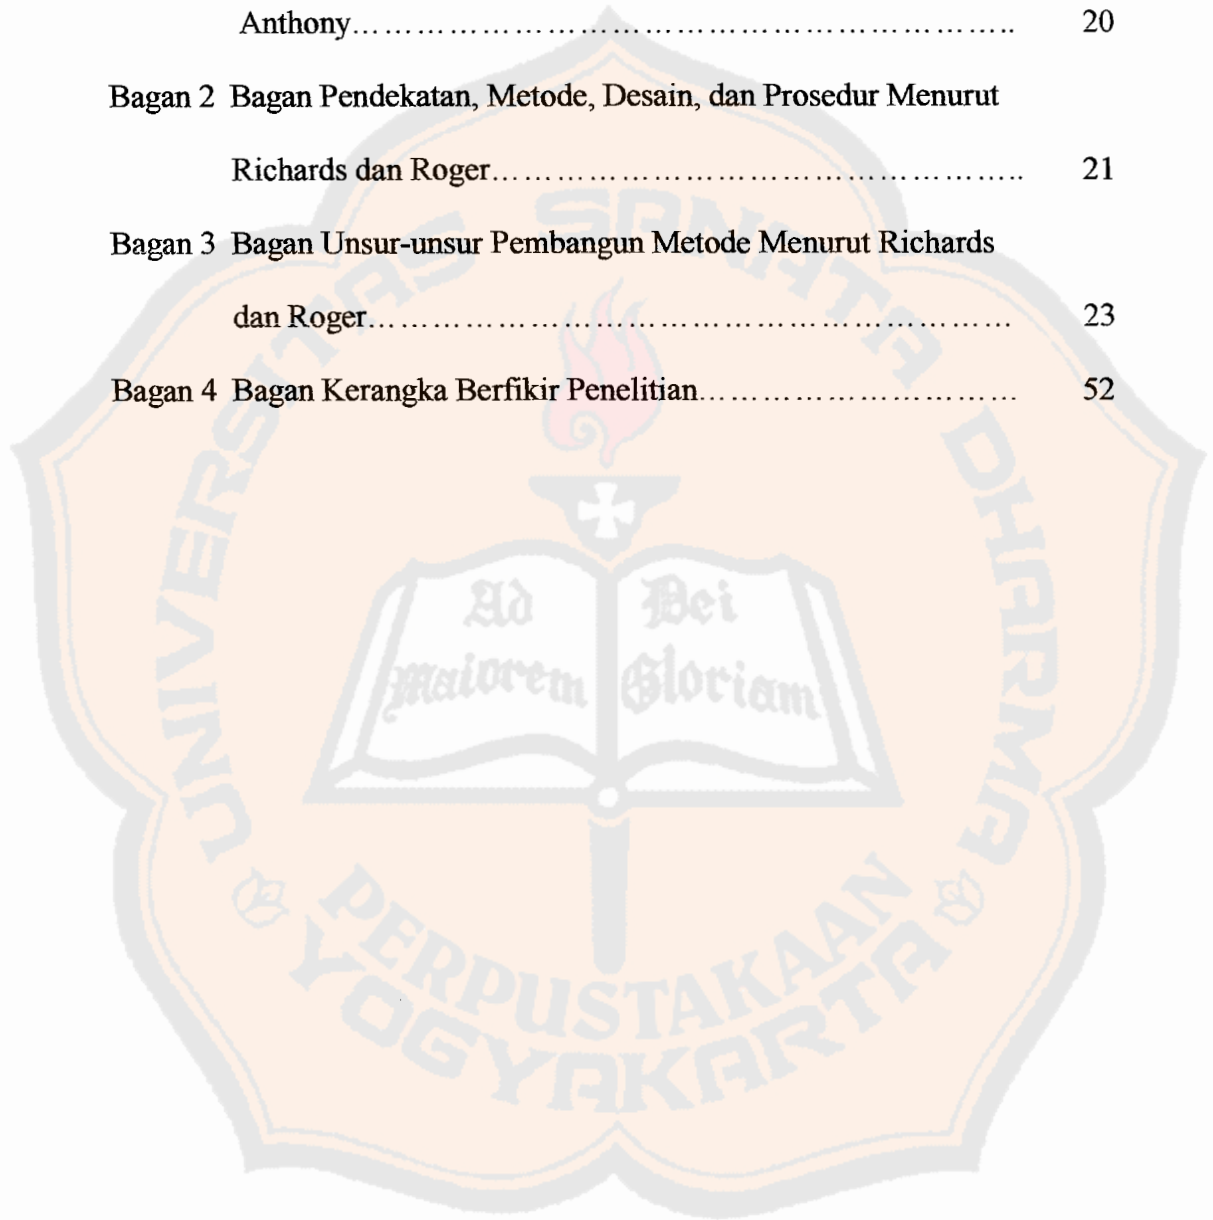 Anthony……………………………………………………….. 20
Bagan 2 Bagan Pendekatan, Metode, Desain, dan Prosedur Menurut
Richards dan Roger………………………………………….. 21
Bagan 3 Bagan Unsur-unsur Pembangun Metode Menurut Richards
dan Roger……………………………………………………… 23
Bagan 4 Bagan Kerangka Berfikir Penelitian………………………… 52
UNIVERSITAS SANATA DHARMA
Ad Dei
Maiorem Gloriam
PERPUSTAKAAN
YOGYAKARTA